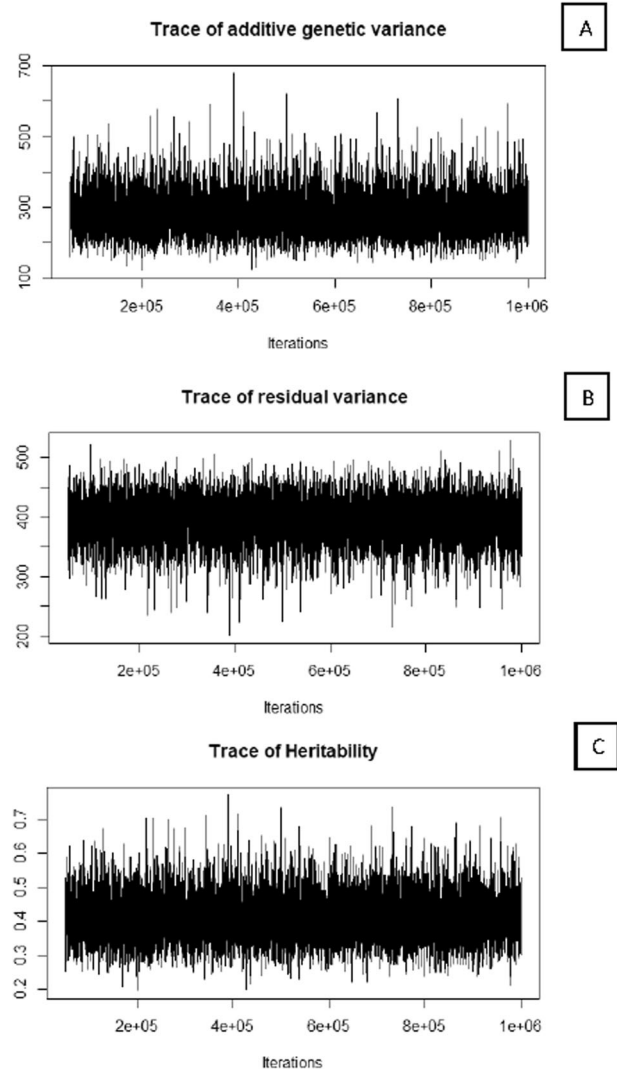 Trace of additive genetic variance
A
700
500
300
100
2e+05 4e+05 6e+05 8e+05 1e+06
Iterations
Trace of residual variance
B
500
400
300
200
2e+05 4e+05 6e+05 8e+05 1e+06
Iterations
Trace of Heritability
C
0.7
0.6
0.5
0.4
0.3
0.2
2e+05 4e+05 6e+05 8e+05 1e+06
Iterations